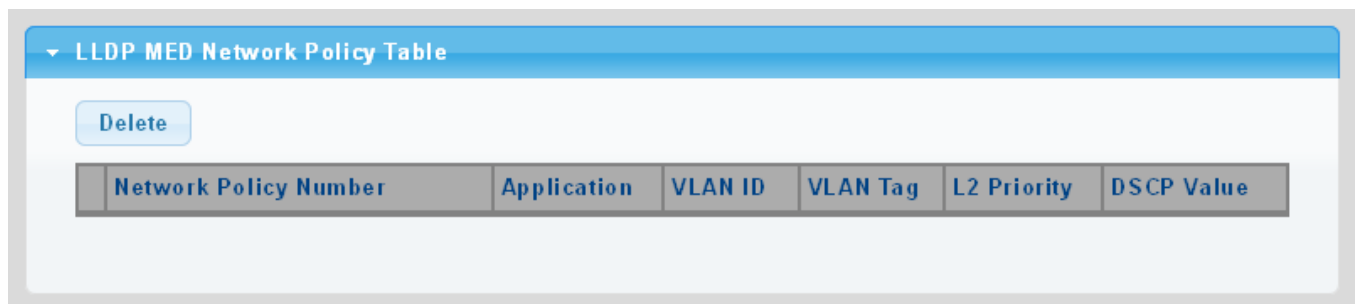 LLDP MED Network Policy Table
Delete
Network Policy Number Application VLAN ID VLAN Tag L2 Priority DSCP Value